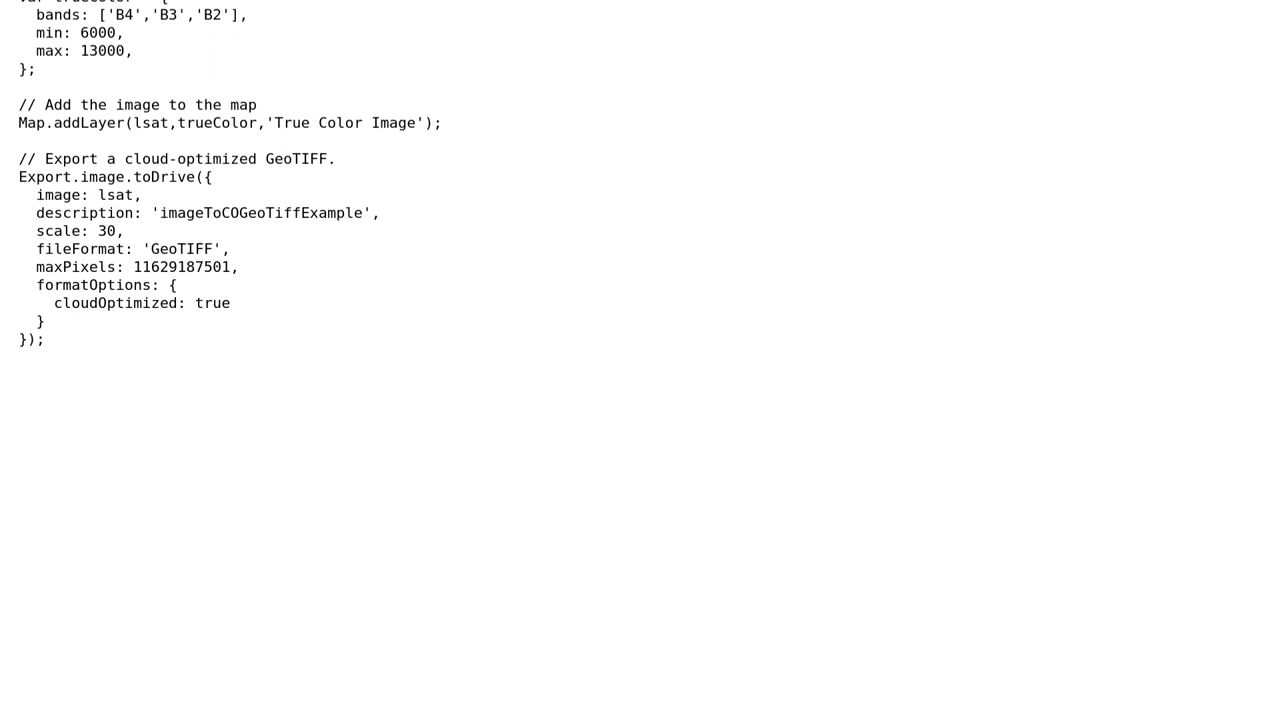 bands: ['B4','B3','B2'],
min: 6000,
max: 13000,
};
// Add the image to the map
Map.addLayer(lsat,trueColor,'True Color Image');
// Export a cloud-optimized GeoTIFF.
Export.image.toDrive({
image: lsat,
description: 'imageToCOGeoTiffExample',
scale: 30,
fileFormat: 'GeoTIFF',
maxPixels: 11629187501,
formatOptions: {
cloudOptimized: true
}
});